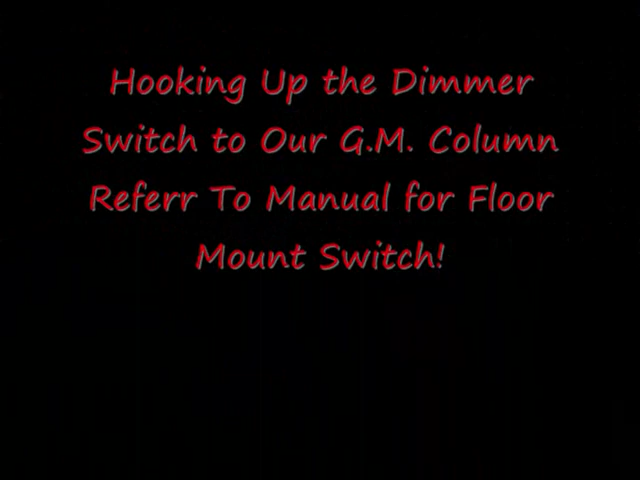 Hooking Up the Dimmer
Switch to Our G.M. Column
Referr To Manual for Floor
Mount Switch!